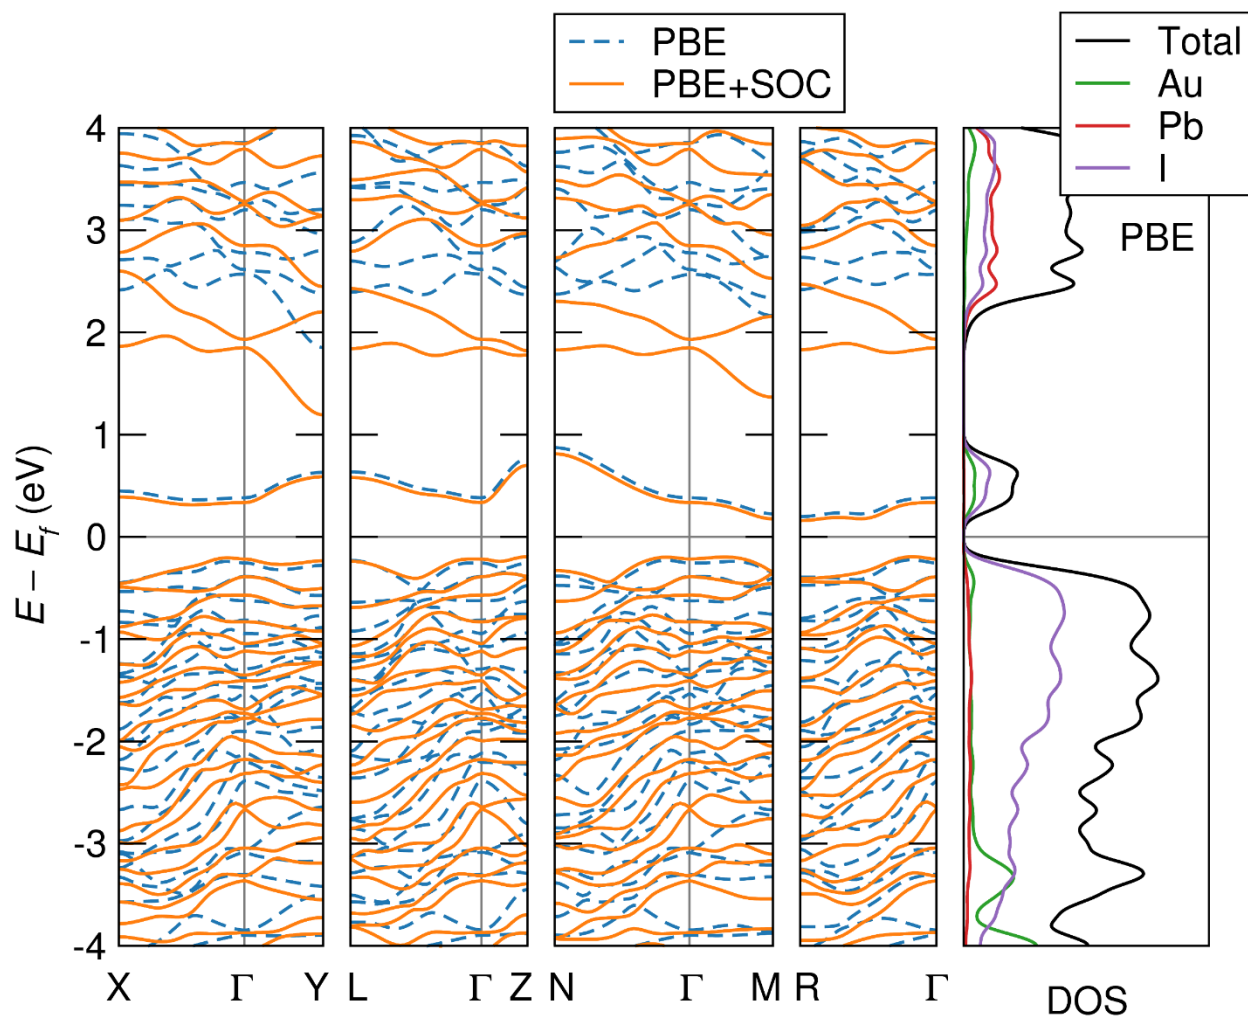 PBE
PBE+SOC
Total
Au
Pb
I
PBE
4
3
2
1
0
-1
-2
-3
-4
E − E_f (eV)
X Γ Y L Γ Z N Γ M R Γ
DOS